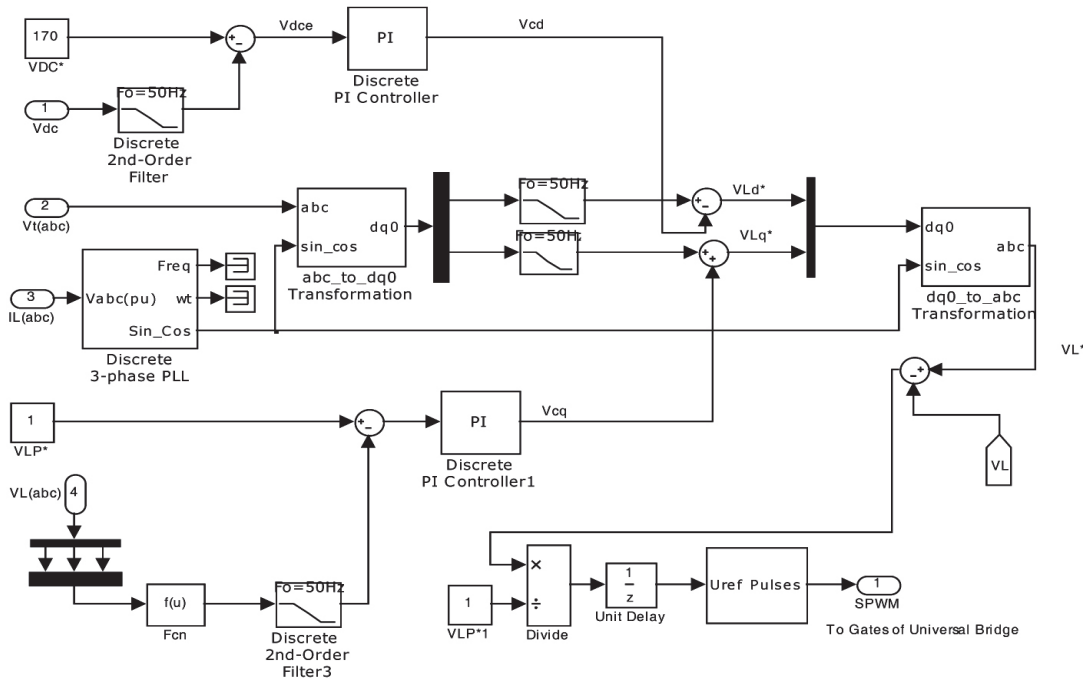 170
VDC*
+
-
Vdce
PI
Discrete
PI Controller
Vcd
1
Vdc
Fo=50Hz
Discrete
2nd-Order
Filter
2
Vt(abc)
abc
sin_cos
dq0
abc_to_dq0
Transformation
Fo=50Hz
Fo=50H
+
-
VLd*
+
+
VLq*
dq0
sin_cos
abc
dq0_to_abc
Transformation
3
IL(abc)
Vabc(pu)
Freq
wt
Sin_Cos
Discrete
3-phase PLL
VL*
-
+
VL
1
VLP*
+
-
PI
Discrete
PI Controller1
Vcq
VL(abc)
4
f(u)
Fcn
Fo=50Hz
Discrete
2nd-Order
Filter3
1
VLP*1
×
÷
Divide
1
z
Unit Delay
Uref Pulses
1
SPWM
To Gates of Universal Bridge